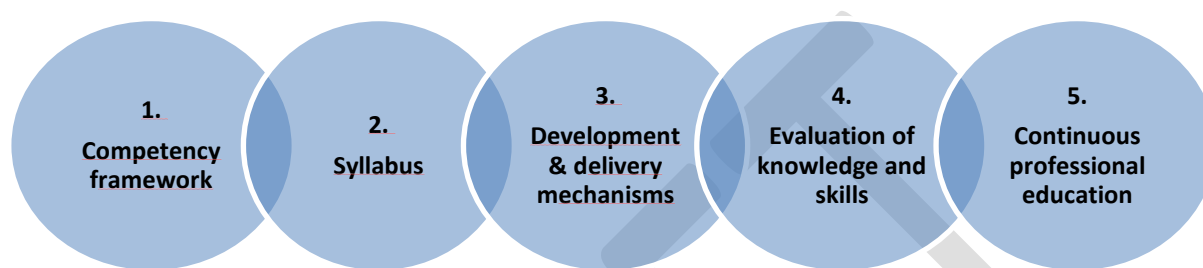 1.
Competency
framework
2.
Syllabus
3.
Development
& delivery
mechanisms
4.
Evaluation of
knowledge and
skills
5.
Continuous
professional
education